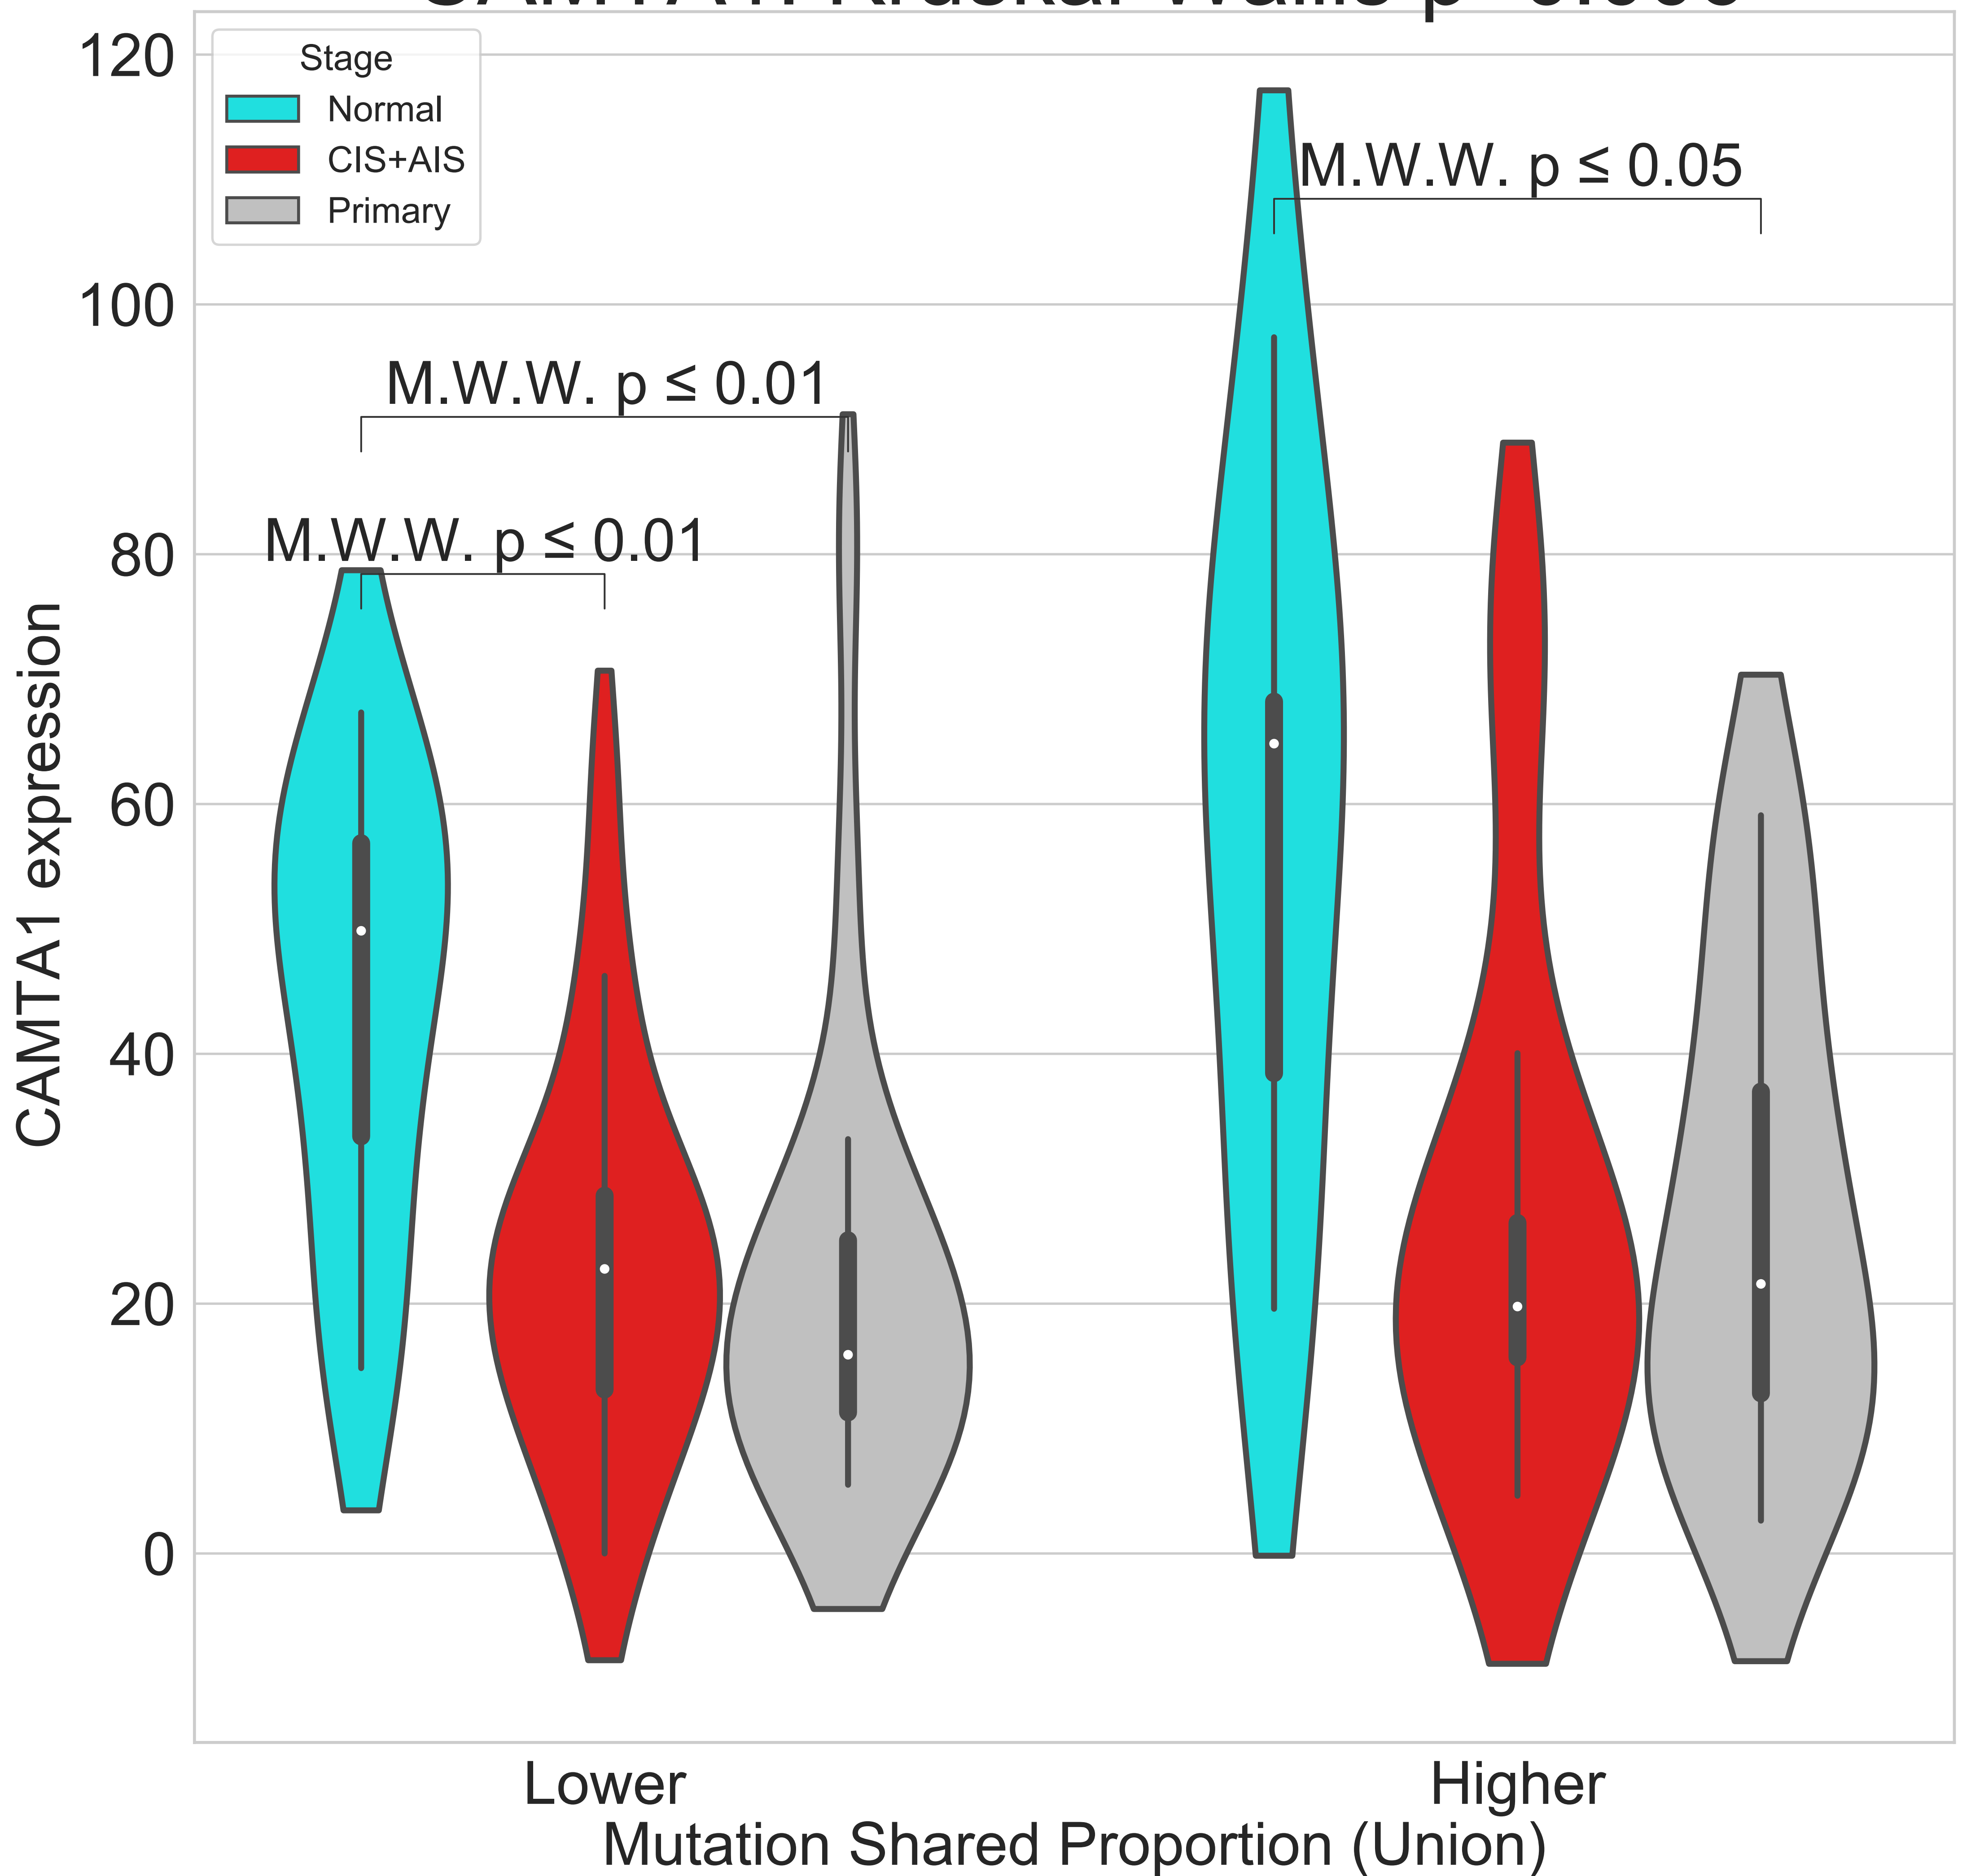 120
100
80
60
40
20
0
CAMTA1 expression
Stage
Normal
CIS+AIS
Primary
M.W.W. p ≤ 0.05
M.W.W. p ≤ 0.01
M.W.W. p ≤ 0.01
Lower
Higher
Mutation Shared Proportion (Union)